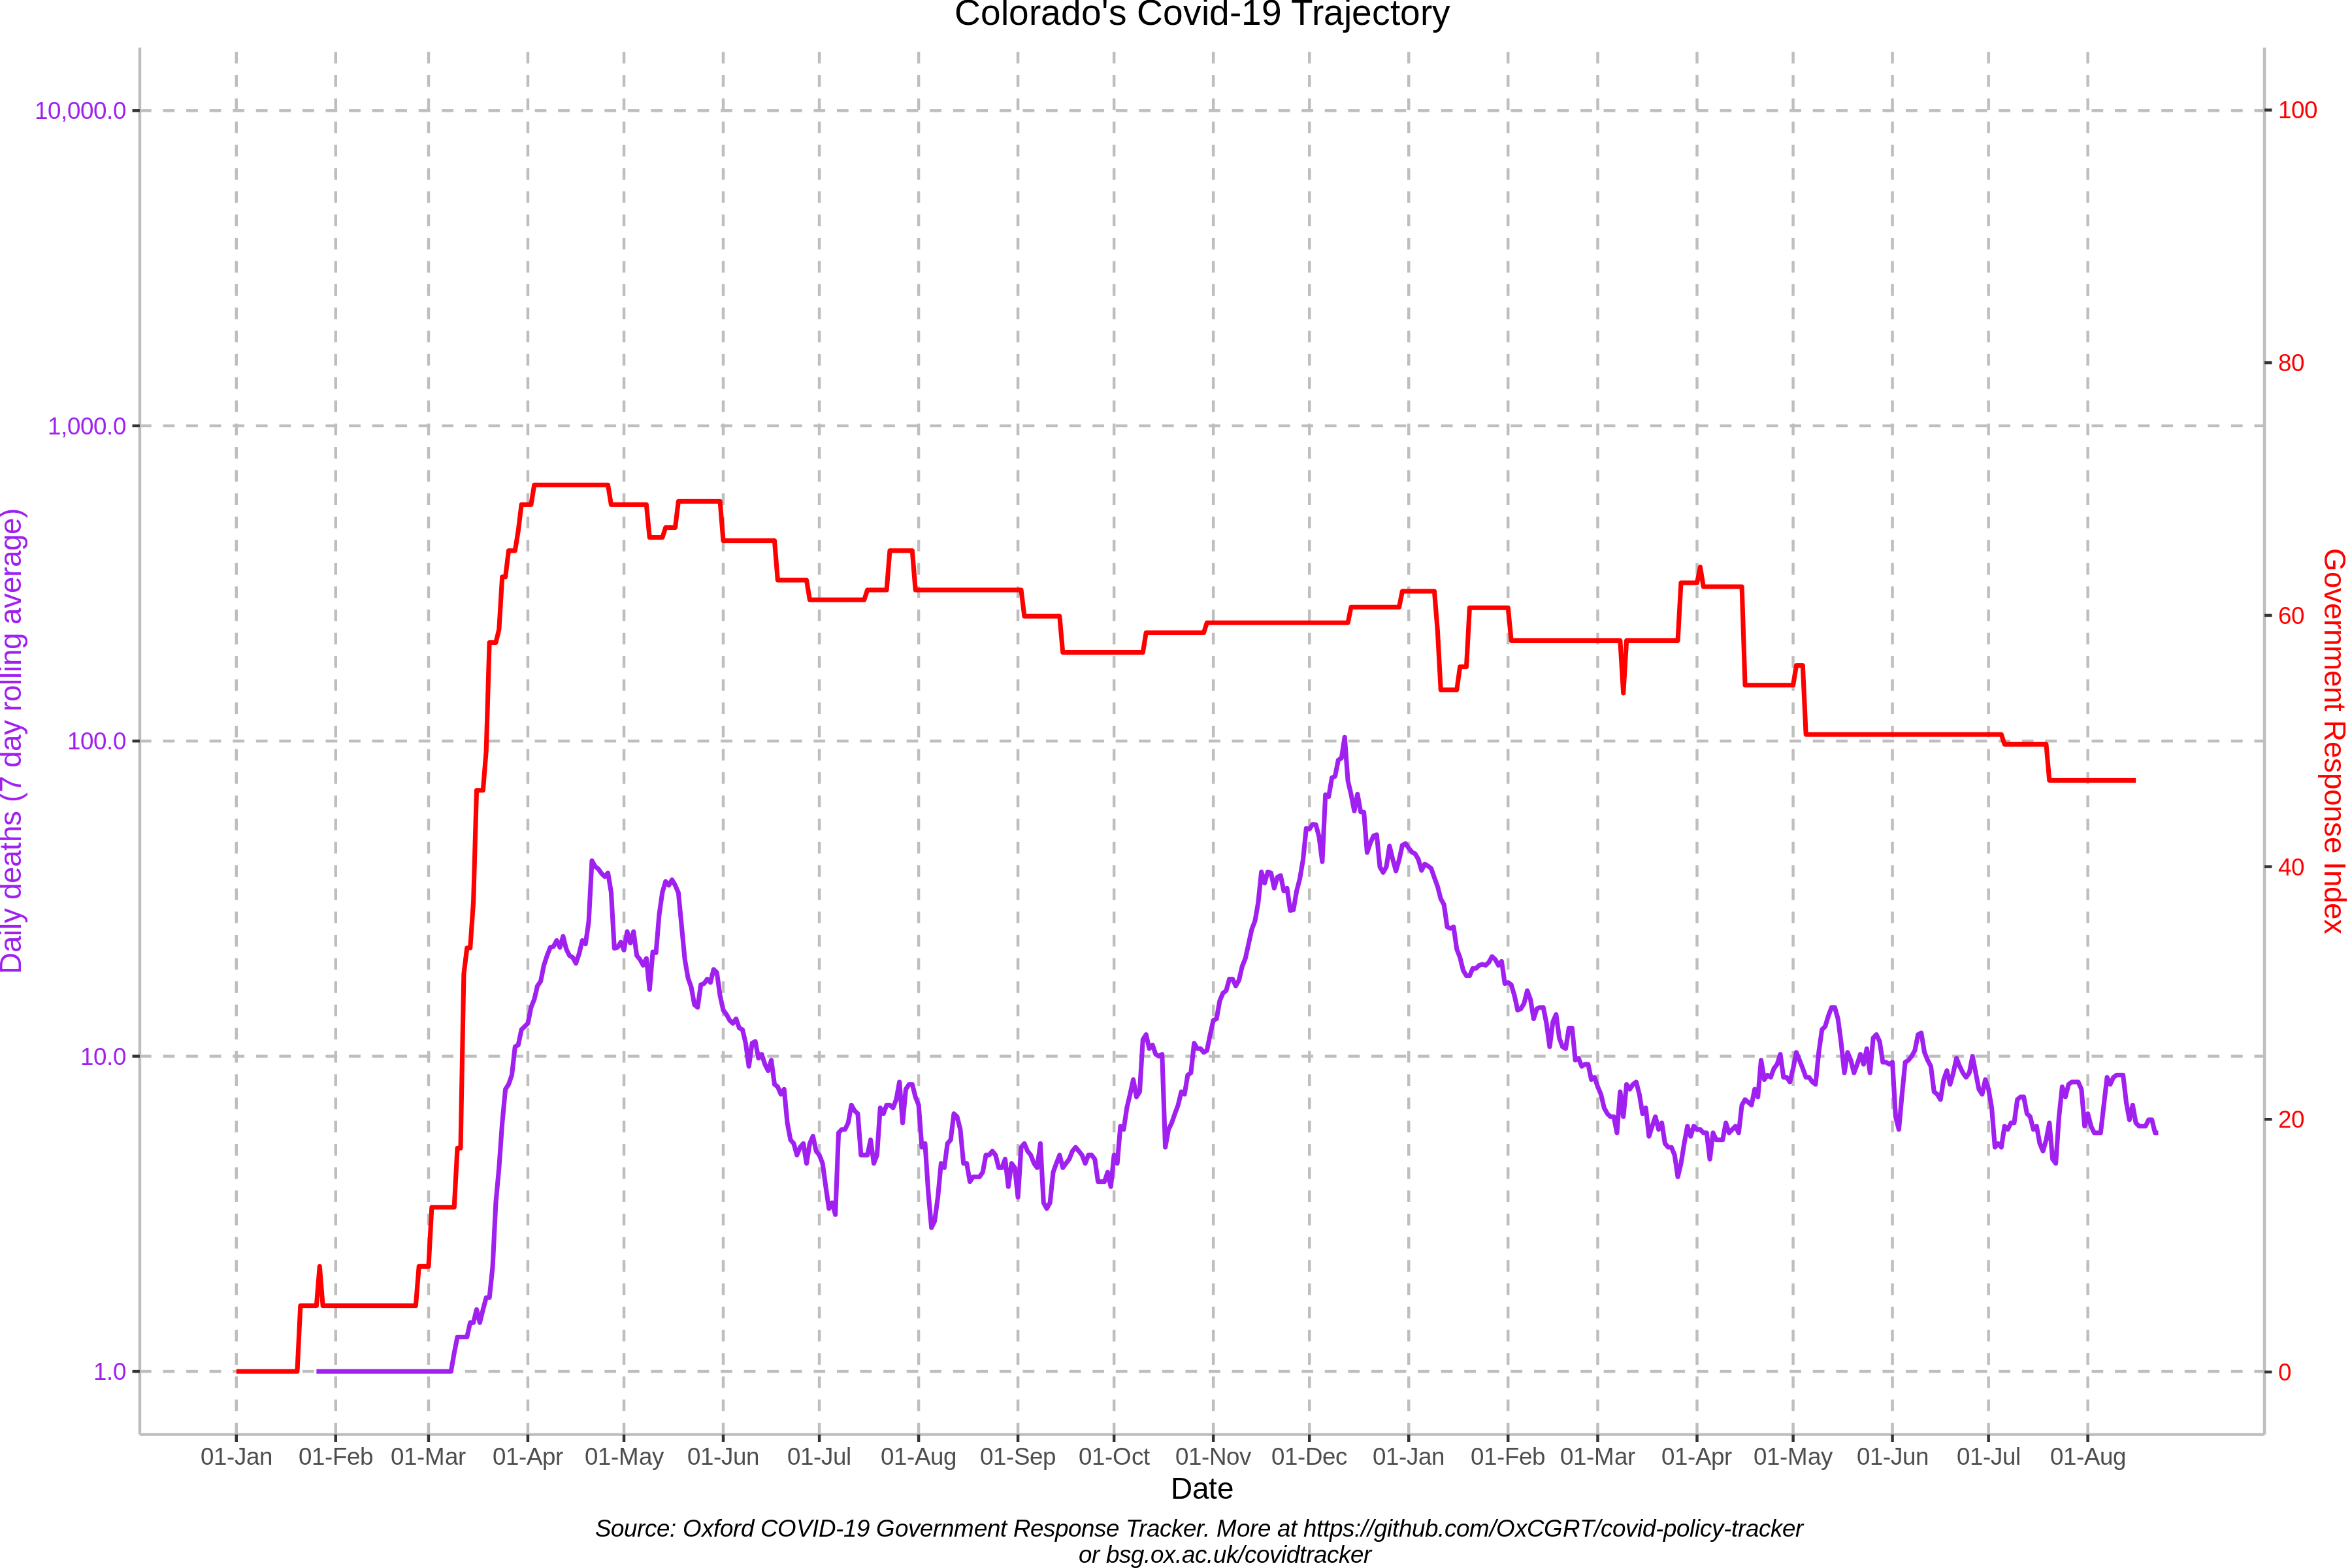 Colorado's Covid-19 Trajectory
10,000.0
1,000.0
100.0
10.0
1.0
Daily deaths (7 day rolling average)
100
80
60
40
20
0
Government Response Index
01-Jan 01-Feb 01-Mar 01-Apr 01-May 01-Jun 01-Jul 01-Aug 01-Sep 01-Oct 01-Nov 01-Dec 01-Jan 01-Feb 01-Mar 01-Apr 01-May 01-Jun 01-Jul 01-Aug
Date
Source: Oxford COVID-19 Government Response Tracker. More at https://github.com/OxCGRT/covid-policy-tracker
or bsg.ox.ac.uk/covidtracker